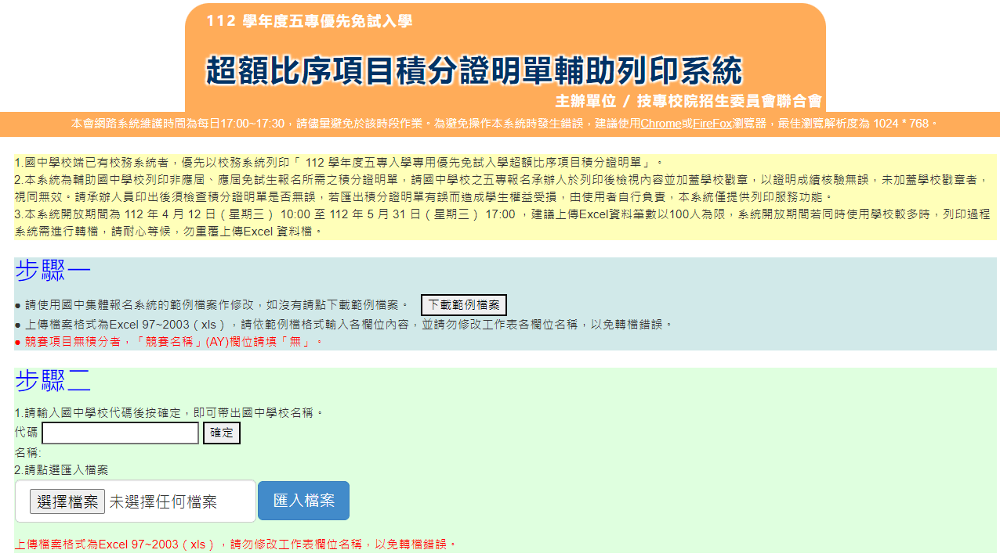 112 學年度五專優先免試入學
超額比序項目積分證明單輔助列印系統
主辦單位 / 技專校院招生委員會聯合會
本會網路系統維護時間為每日17:00~17:30，請儘量避免於該時段作業。為避免操作本系統時發生錯誤，建議使用Chrome或FireFox瀏覽器，最佳瀏覽解析度為 1024 * 768。
1.國中學校端已有校務系統者，優先以校務系統列印「 112 學年度五專入學專用優先免試入學超額比序項目積分證明單」。
2.本系統為輔助國中學校列印非應屆、應屆免試生報名所需之積分證明單，請國中學校之五專報名承辦人於列印後檢視內容並加蓋學校戳章，以證明成績核驗無誤，未加蓋學校戳章者，
視同無效。請承辦人員印出後須檢查積分證明單是否無誤，若匯出積分證明單有誤而造成學生權益受損，由使用者自行負責，本系統僅提供列印服務功能。
3.本系統開放期間為 112 年 4 月 12 日（星期三） 10:00 至 112 年 5 月 31 日（星期三） 17:00 ，建議上傳Excel資料筆數以100人為限，系統開放期間若同時使用學校較多時，列印過程
系統需進行轉檔，請耐心等候，勿重覆上傳Excel 資料檔。
步驟一
● 請使用國中集體報名系統的範例檔案作修改，如沒有請點下載範例檔案。 下載範例檔案
● 上傳檔案格式為Excel 97~2003（xls），請依範例檔格式輸入各欄位內容，並請勿修改工作表各欄位名稱，以免轉檔錯誤。
● 競賽項目無積分者，「競賽名稱」(AY)欄位請填「無」。
步驟二
1.請輸入國中學校代碼後按確定，即可帶出國中學校名稱。
代碼 確定
名稱:
2.請點選匯入檔案
選擇檔案 未選擇任何檔案 匯入檔案
上傳檔案格式為Excel 97~2003（xls），請勿修改工作表欄位名稱，以免轉檔錯誤。